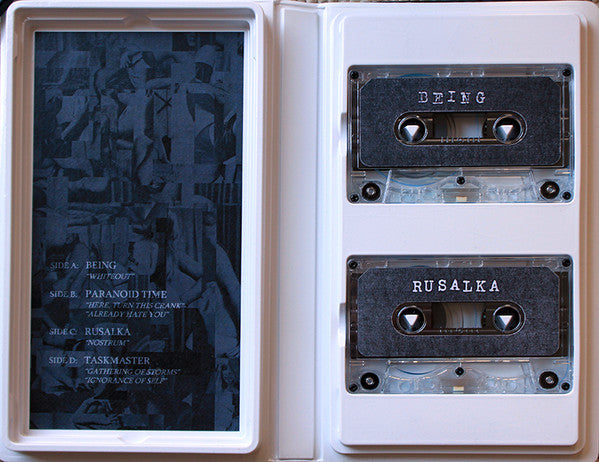 SIDE A: BEING
"WHITEOUT"
SIDE B: PARANOID TIME
"HERE, TURN THIS CRANK"
"ALREADY HATE YOU"
SIDE C: RUSALKA
"NOSTRUM"
SIDE D: TASKMASTER
"GATHERING OF STORMS"
"IGNORANCE OF SELF"
BEING
RUSALKA